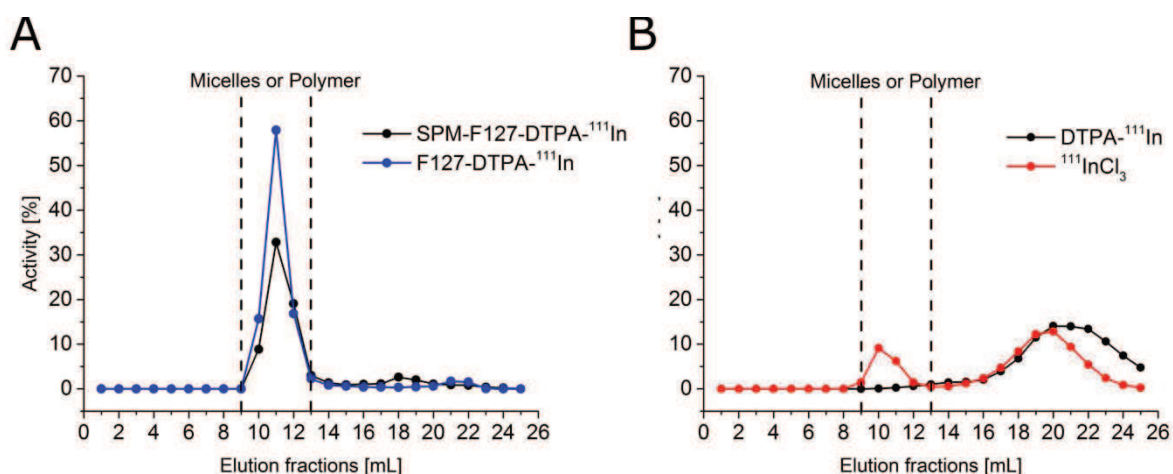 A
Micelles or Polymer
70
60
50
40
30
20
10
0
Activity [%]
SPM-F127-DTPA-¹¹¹In
F127-DTPA-¹¹¹In
0 2 4 6 8 10 12 14 16 18 20 22 24 26
Elution fractions [mL]
B
Micelles or Polymer
70
60
50
40
30
20
10
0
DTPA-¹¹¹In
¹¹¹InCl₃
0 2 4 6 8 10 12 14 16 18 20 22 24 26
Elution fractions [mL]